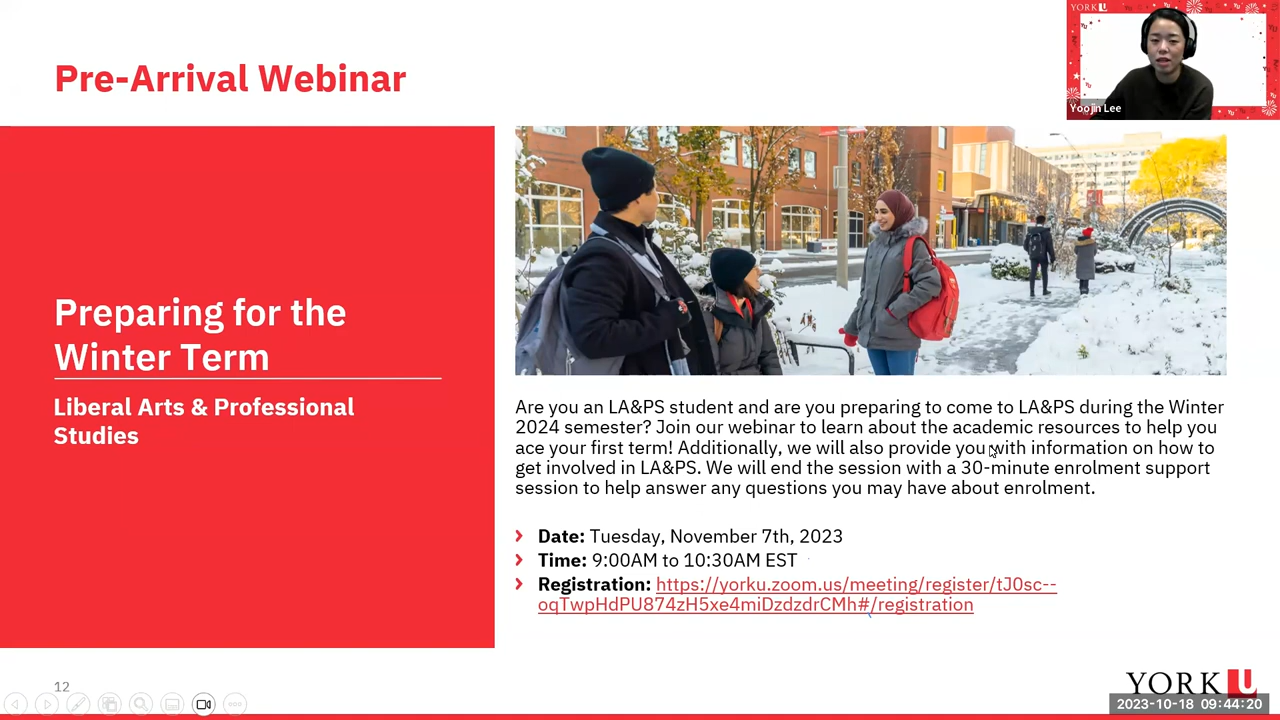 YORK U
Yoojin Lee
Pre-Arrival Webinar
Preparing for the
Winter Term
Liberal Arts & Professional
Studies
Are you an LA&PS student and are you preparing to come to LA&PS during the Winter
2024 semester? Join our webinar to learn about the academic resources to help you
ace your first term! Additionally, we will also provide you with information on how to
get involved in LA&PS. We will end the session with a 30-minute enrolment support
session to help answer any questions you may have about enrolment.
Date: Tuesday, November 7th, 2023
Time: 9:00AM to 10:30AM EST
Registration: https://yorku.zoom.us/meeting/register/tJ0sc--
oqTwpHdPU874zH5xe4miDzdzdrCMh#/registration
12
YORK U
2023-10-18 09:44:20